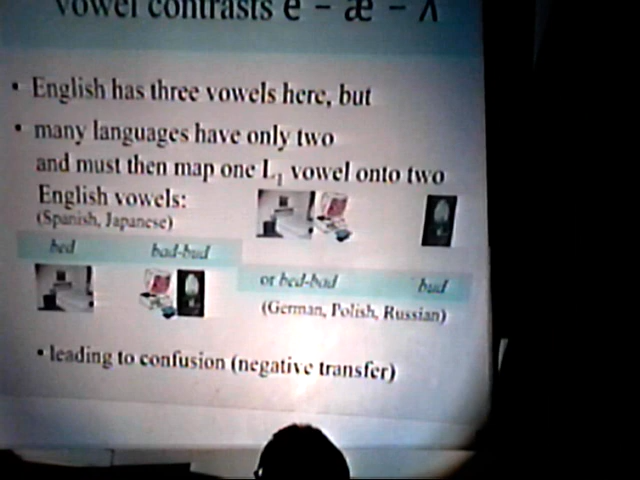 vowel contrasts e – æ – ʌ
• English has three vowels here, but
• many languages have only two
and must then map one L1 vowel onto two
English vowels:
(Spanish, Japanese)
bed bad-bud
or bed-bad bud
(German, Polish, Russian)
• leading to confusion (negative transfer)